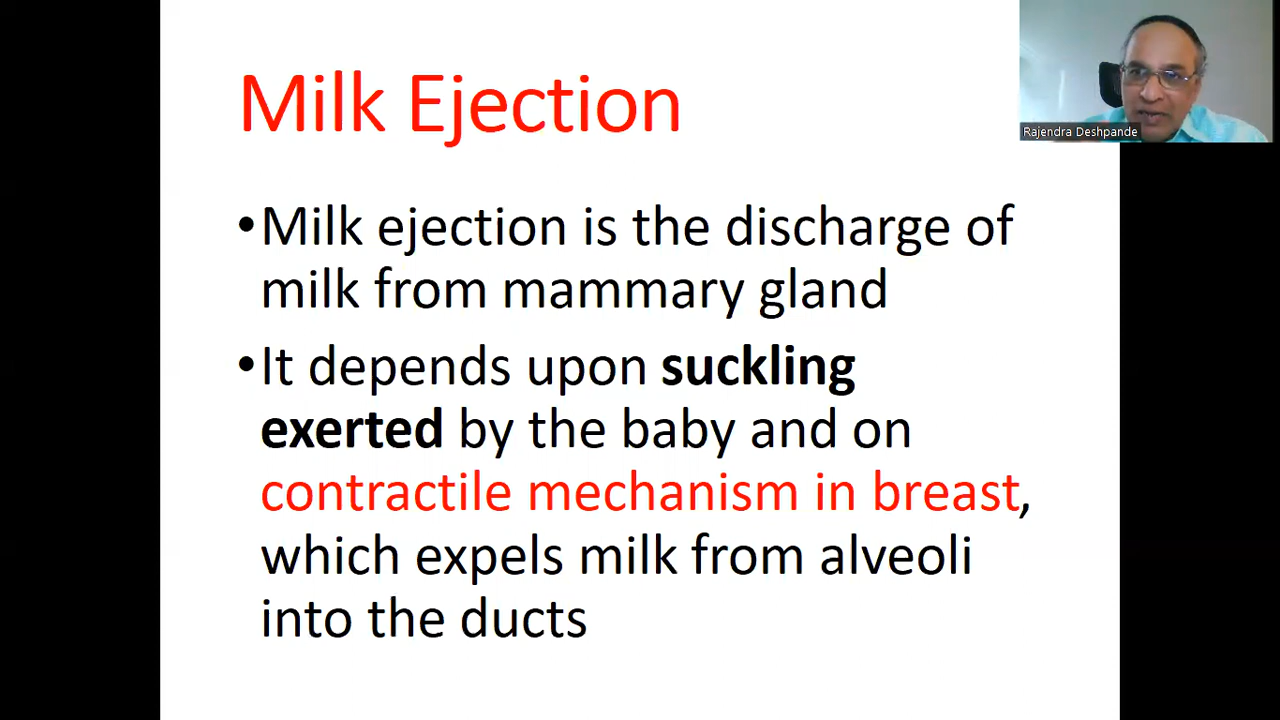 Milk Ejection
Rajendra Deshpande
•Milk ejection is the discharge of
milk from mammary gland
•It depends upon suckling
exerted by the baby and on
contractile mechanism in breast,
which expels milk from alveoli
into the ducts